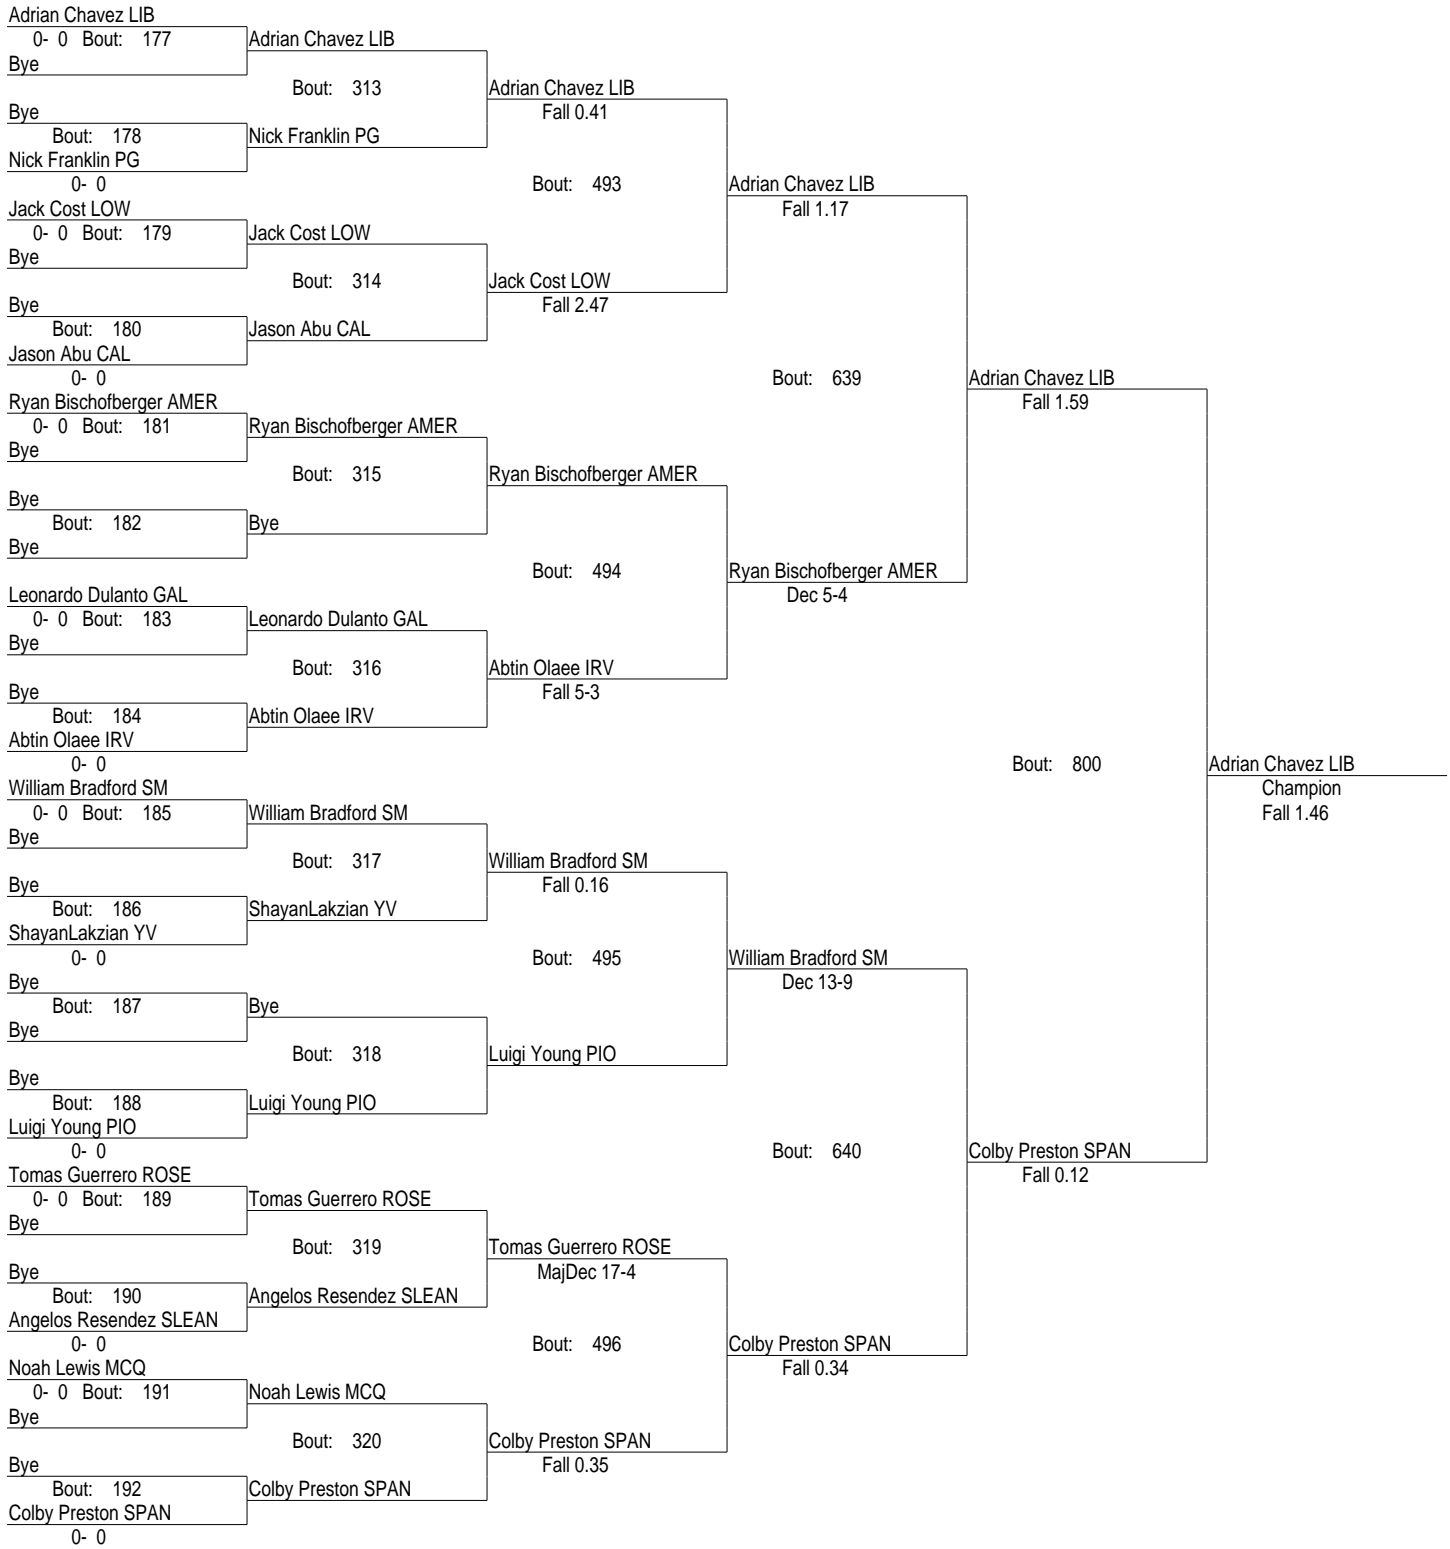 Adrian Chavez LIB
0- 0 Bout: 177
Adrian Chavez LIB
Bye
Bout: 313
Adrian Chavez LIB
Bye
Fall 0.41
Bout: 178
Nick Franklin PG
Nick Franklin PG
0- 0
Bout: 493
Adrian Chavez LIB
Jack Cost LOW
Fall 1.17
0- 0 Bout: 179
Jack Cost LOW
Bye
Bout: 314
Jack Cost LOW
Bye
Fall 2.47
Bout: 180
Jason Abu CAL
Jason Abu CAL
0- 0
Bout: 639
Adrian Chavez LIB
Ryan Bischofberger AMER
Fall 1.59
0- 0 Bout: 181
Ryan Bischofberger AMER
Bye
Bout: 315
Ryan Bischofberger AMER
Bye
Bout: 182
Bye
Bye
Bout: 494
Ryan Bischofberger AMER
Leonardo Dulanto GAL
Dec 5-4
0- 0 Bout: 183
Leonardo Dulanto GAL
Bye
Bout: 316
Abtin Olaee IRV
Bye
Fall 5-3
Bout: 184
Abtin Olaee IRV
Abtin Olaee IRV
0- 0
Bout: 800
Adrian Chavez LIB
William Bradford SM
Champion
0- 0 Bout: 185
William Bradford SM
Fall 1.46
Bye
Bout: 317
William Bradford SM
Bye
Fall 0.16
Bout: 186
ShayanLakzian YV
ShayanLakzian YV
0- 0
Bout: 495
William Bradford SM
Bye
Dec 13-9
Bout: 187
Bye
Bye
Bout: 318
Luigi Young PIO
Bye
Bout: 188
Luigi Young PIO
Luigi Young PIO
0- 0
Bout: 640
Colby Preston SPAN
Tomas Guerrero ROSE
Fall 0.12
0- 0 Bout: 189
Tomas Guerrero ROSE
Bye
Bout: 319
Tomas Guerrero ROSE
Bye
MajDec 17-4
Bout: 190
Angelos Resendez SLEAN
Angelos Resendez SLEAN
0- 0
Bout: 496
Colby Preston SPAN
Noah Lewis MCQ
Fall 0.34
0- 0 Bout: 191
Noah Lewis MCQ
Bye
Bout: 320
Colby Preston SPAN
Bye
Fall 0.35
Bout: 192
Colby Preston SPAN
Colby Preston SPAN
0- 0